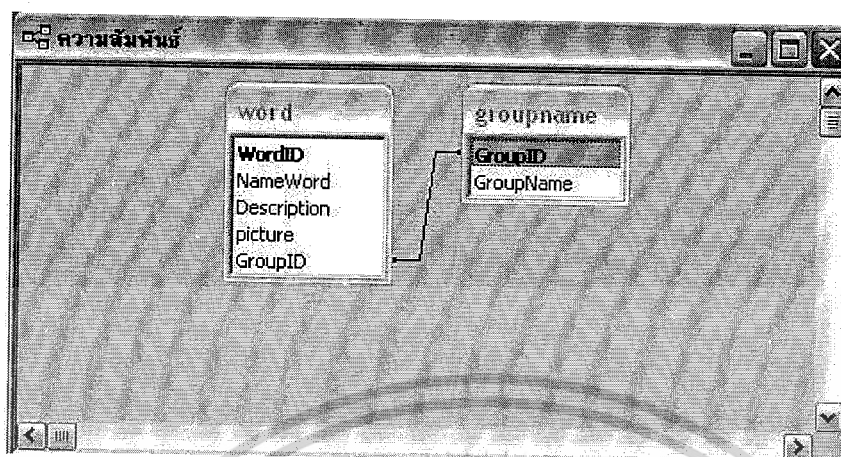 ความสัมพันธ์
word
WordID
NameWord
Description
picture
GroupID
groupname
GroupID
GroupName